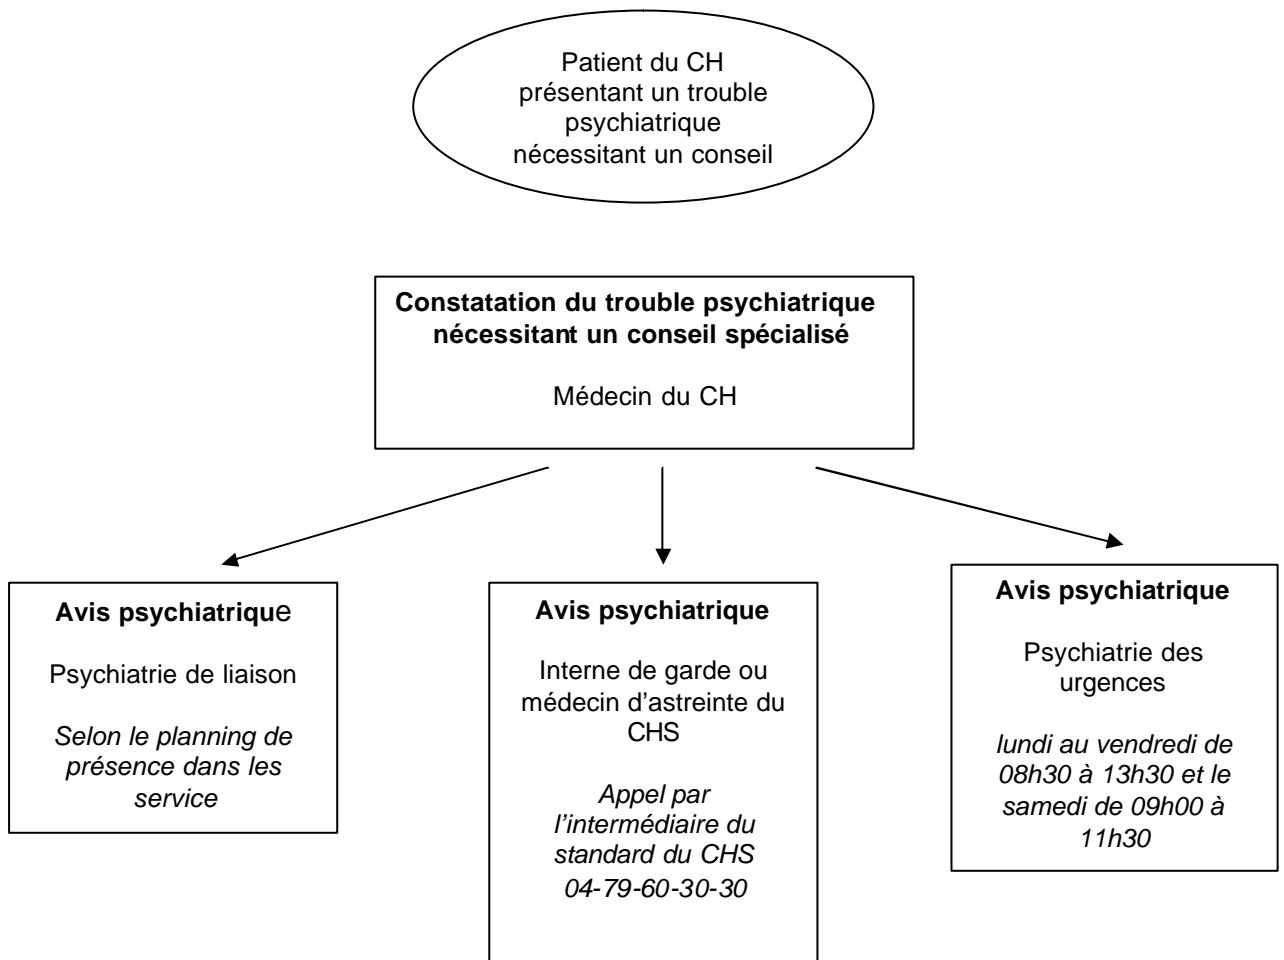 Patient du CH
présentant un trouble
psychiatrique
nécessitant un conseil
Constatation du trouble psychiatrique
nécessitant un conseil spécialisé
Médecin du CH
Avis psychiatrique
Psychiatrie de liaison
Selon le planning de
présence dans les
service
Avis psychiatrique
Interne de garde ou
médecin d'astreinte du
CHS
Appel par
l'intermédiaire du
standard du CHS
04-79-60-30-30
Avis psychiatrique
Psychiatrie des
urgences
lundi au vendredi de
08h30 à 13h30 et le
samedi de 09h00 à
11h30